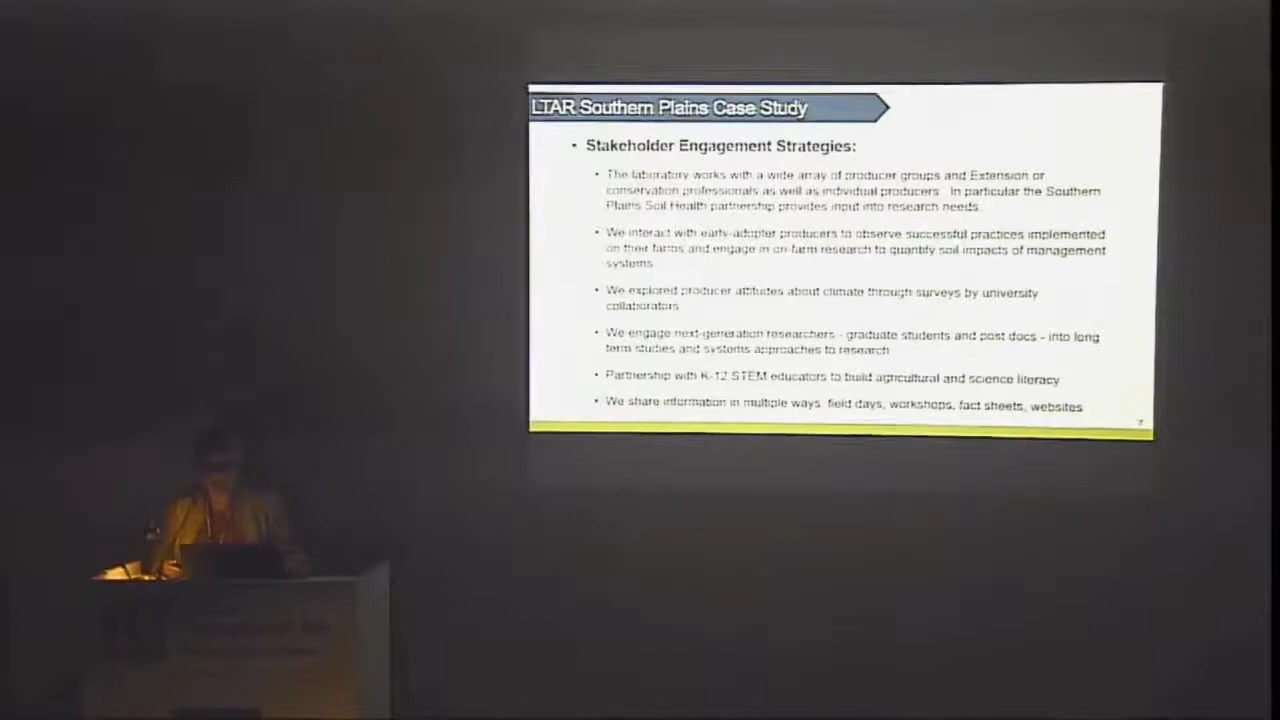 LTAR Southern Plains Case Study
• Stakeholder Engagement Strategies:
• The laboratory works with a wide array of producer groups and Extension or
conservation professionals as well as individual producers. In particular the Southern
Plains Soil Health partnership provides input into research needs.
• We interact with early-adopter producers to observe successful practices implemented
on their farms and engage in on-farm research to quantify soil impacts of management
systems.
• We explored producer attitudes about climate through surveys by university
collaborators.
• We engage next-generation researchers - graduate students and post docs - into long
term studies and systems approaches to research
• Partnership with K-12 STEM educators to build agricultural and science literacy
• We share information in multiple ways: field days, workshops, fact sheets, websites
7